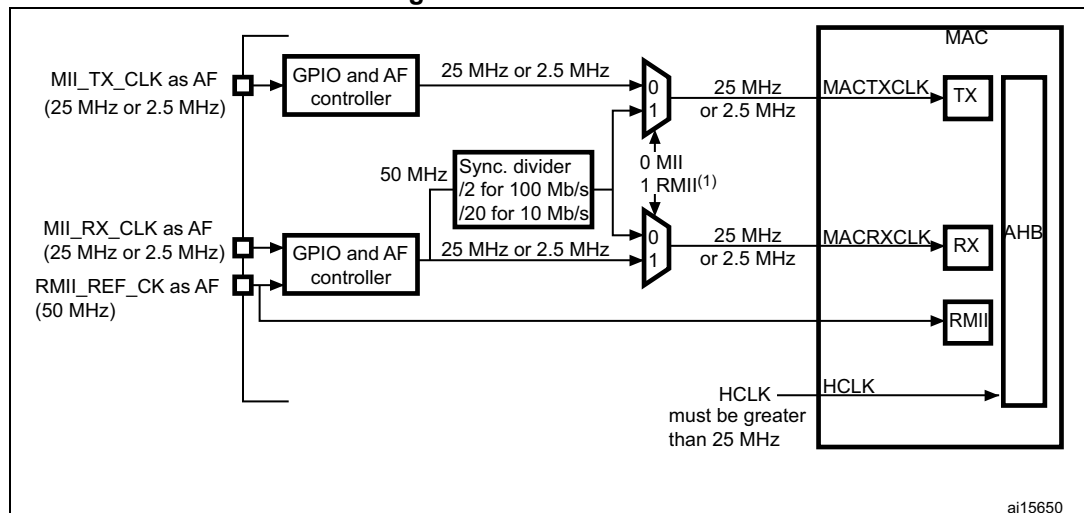 MAC
MII_TX_CLK as AF
(25 MHz or 2.5 MHz)
GPIO and AF
controller
25 MHz or 2.5 MHz
0
1
25 MHz
or 2.5 MHz
MACTXCLK
TX
50 MHz
Sync. divider
/2 for 100 Mb/s
/20 for 10 Mb/s
0 MII
1 RMII(1)
MII_RX_CLK as AF
(25 MHz or 2.5 MHz)
RMII_REF_CK as AF
(50 MHz)
GPIO and AF
controller
25 MHz or 2.5 MHz
0
1
25 MHz
or 2.5 MHz
MACRXCLK
RX
AHB
RMII
HCLK
must be greater
than 25 MHz
HCLK
ai15650